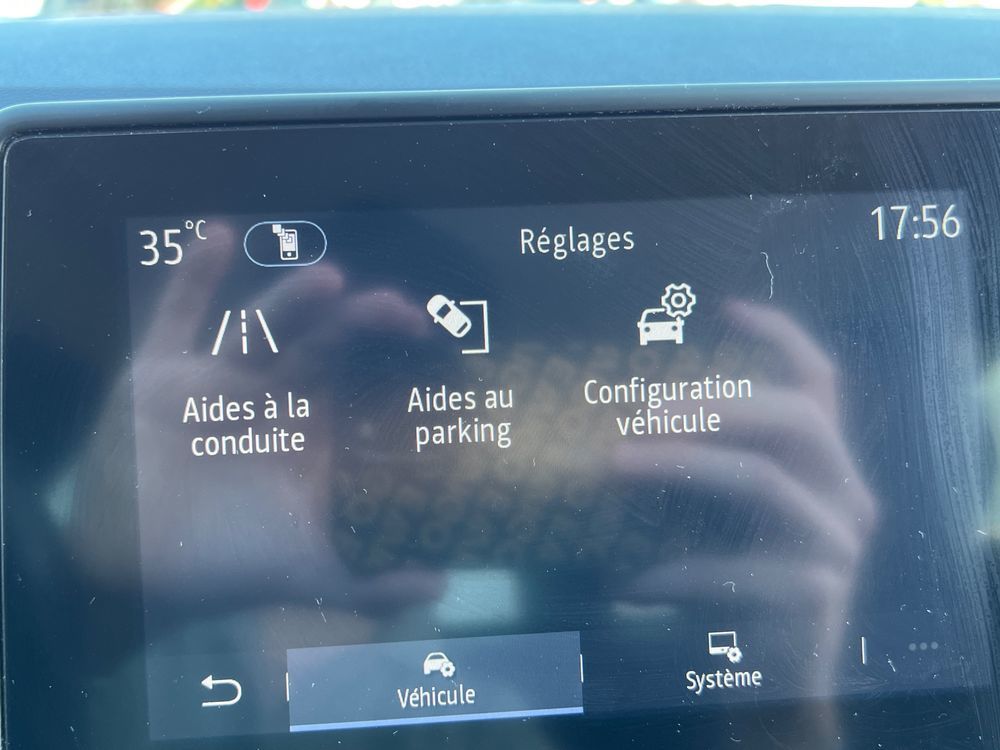 35°C
Réglages
17:56
Aides à la
conduite
Aides au
parking
Configuration
véhicule
Véhicule
Système